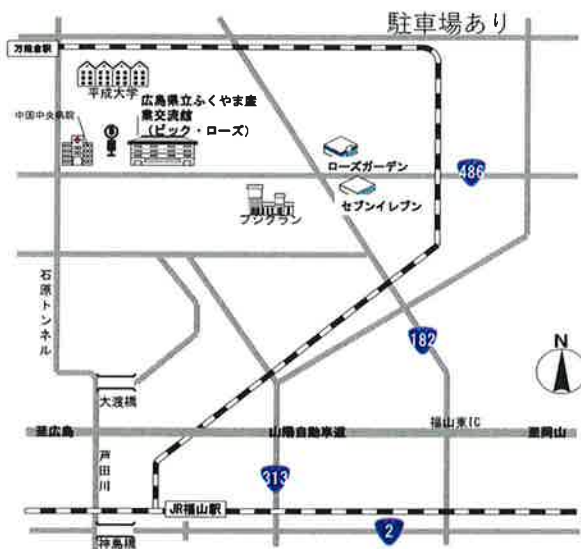 駐車場あり
万能倉駅
平成大学
広島県立ふくやま産
業交流館
(ビック・ローズ)
中国中央病院
ローズガーデン
486
セブンイレブン
フジグラン
石原トンネル
182
N
大渡橋
福山東IC
至広島
山陽自動車道
至岡山
芦田川
313
JR福山駅
2
神島橋